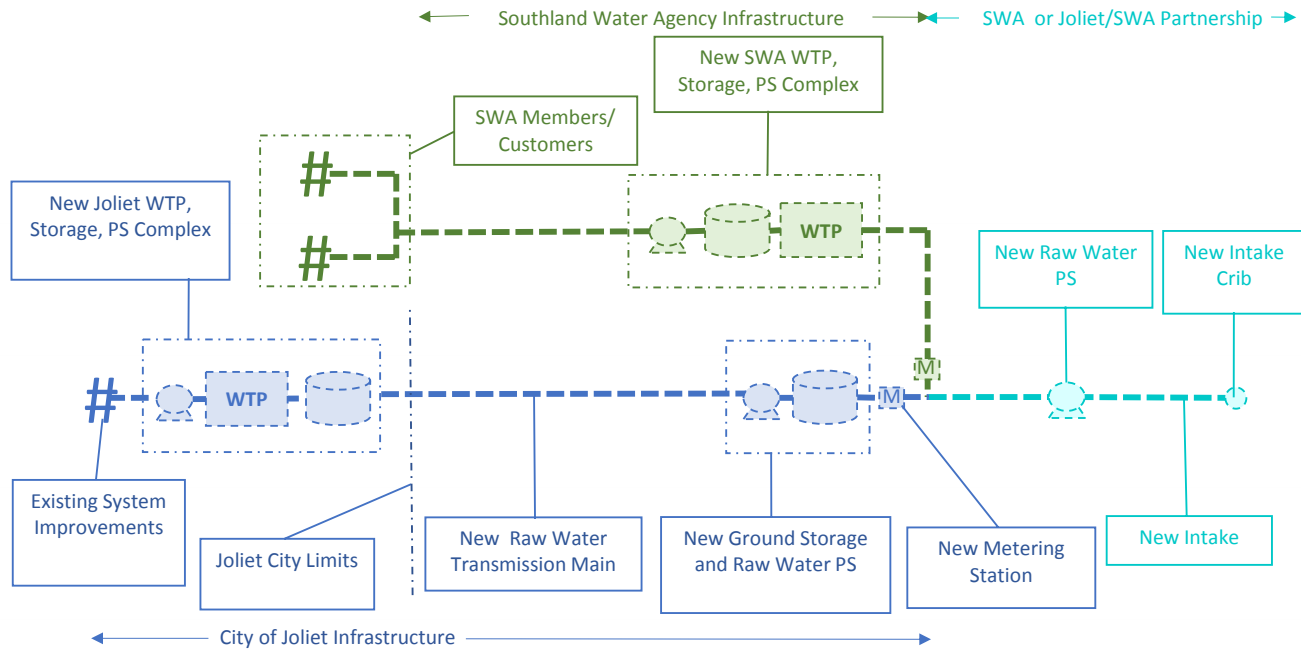 Southland Water Agency Infrastructure
SWA or Joliet/SWA Partnership
New SWA WTP,
Storage, PS Complex
SWA Members/
Customers
#
#
WTP
New Joliet WTP,
Storage, PS Complex
New Raw Water
PS
New Intake
Crib
M
#
WTP
M
Existing System
Improvements
Joliet City Limits
New Raw Water
Transmission Main
New Ground Storage
and Raw Water PS
New Metering
Station
New Intake
City of Joliet Infrastructure